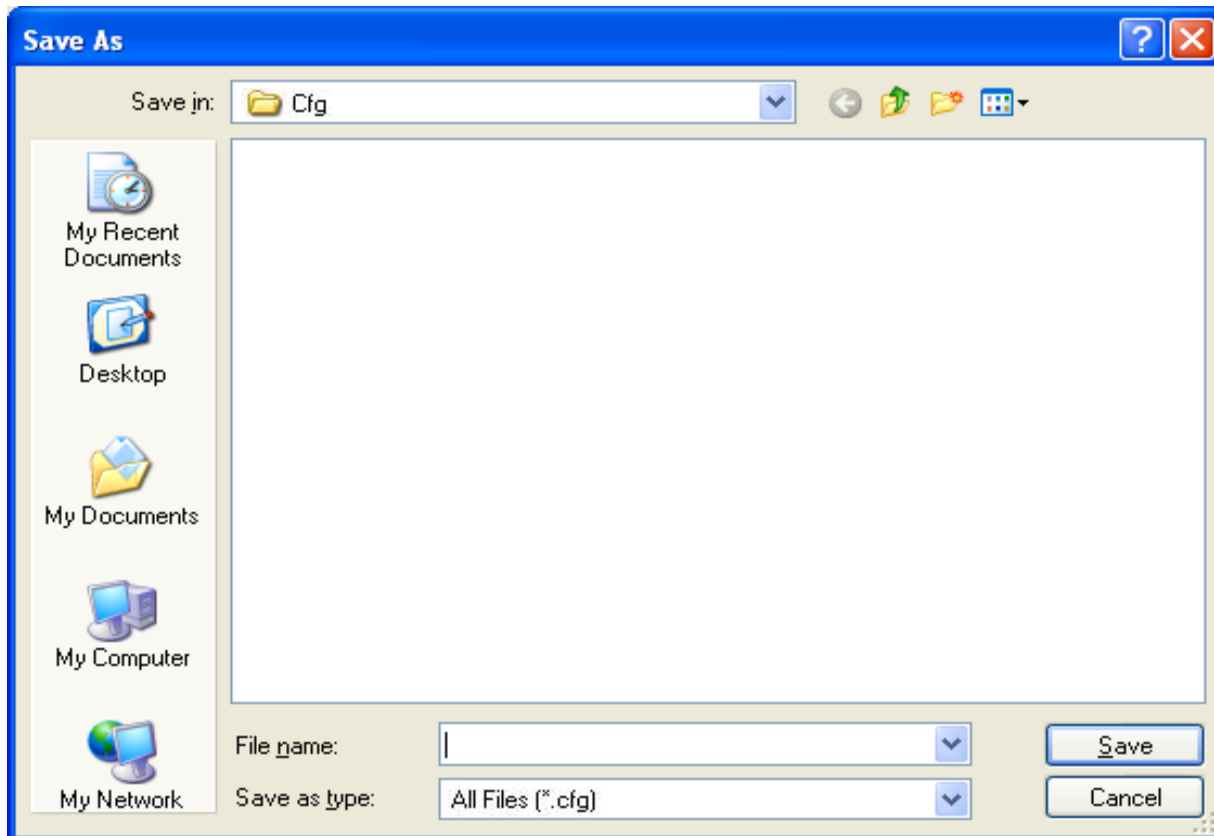 Save As
Save in:
Cfg
My Recent
Documents
Desktop
My Documents
My Computer
My Network
File name:
Save
Save as type:
All Files (*.cfg)
Cancel